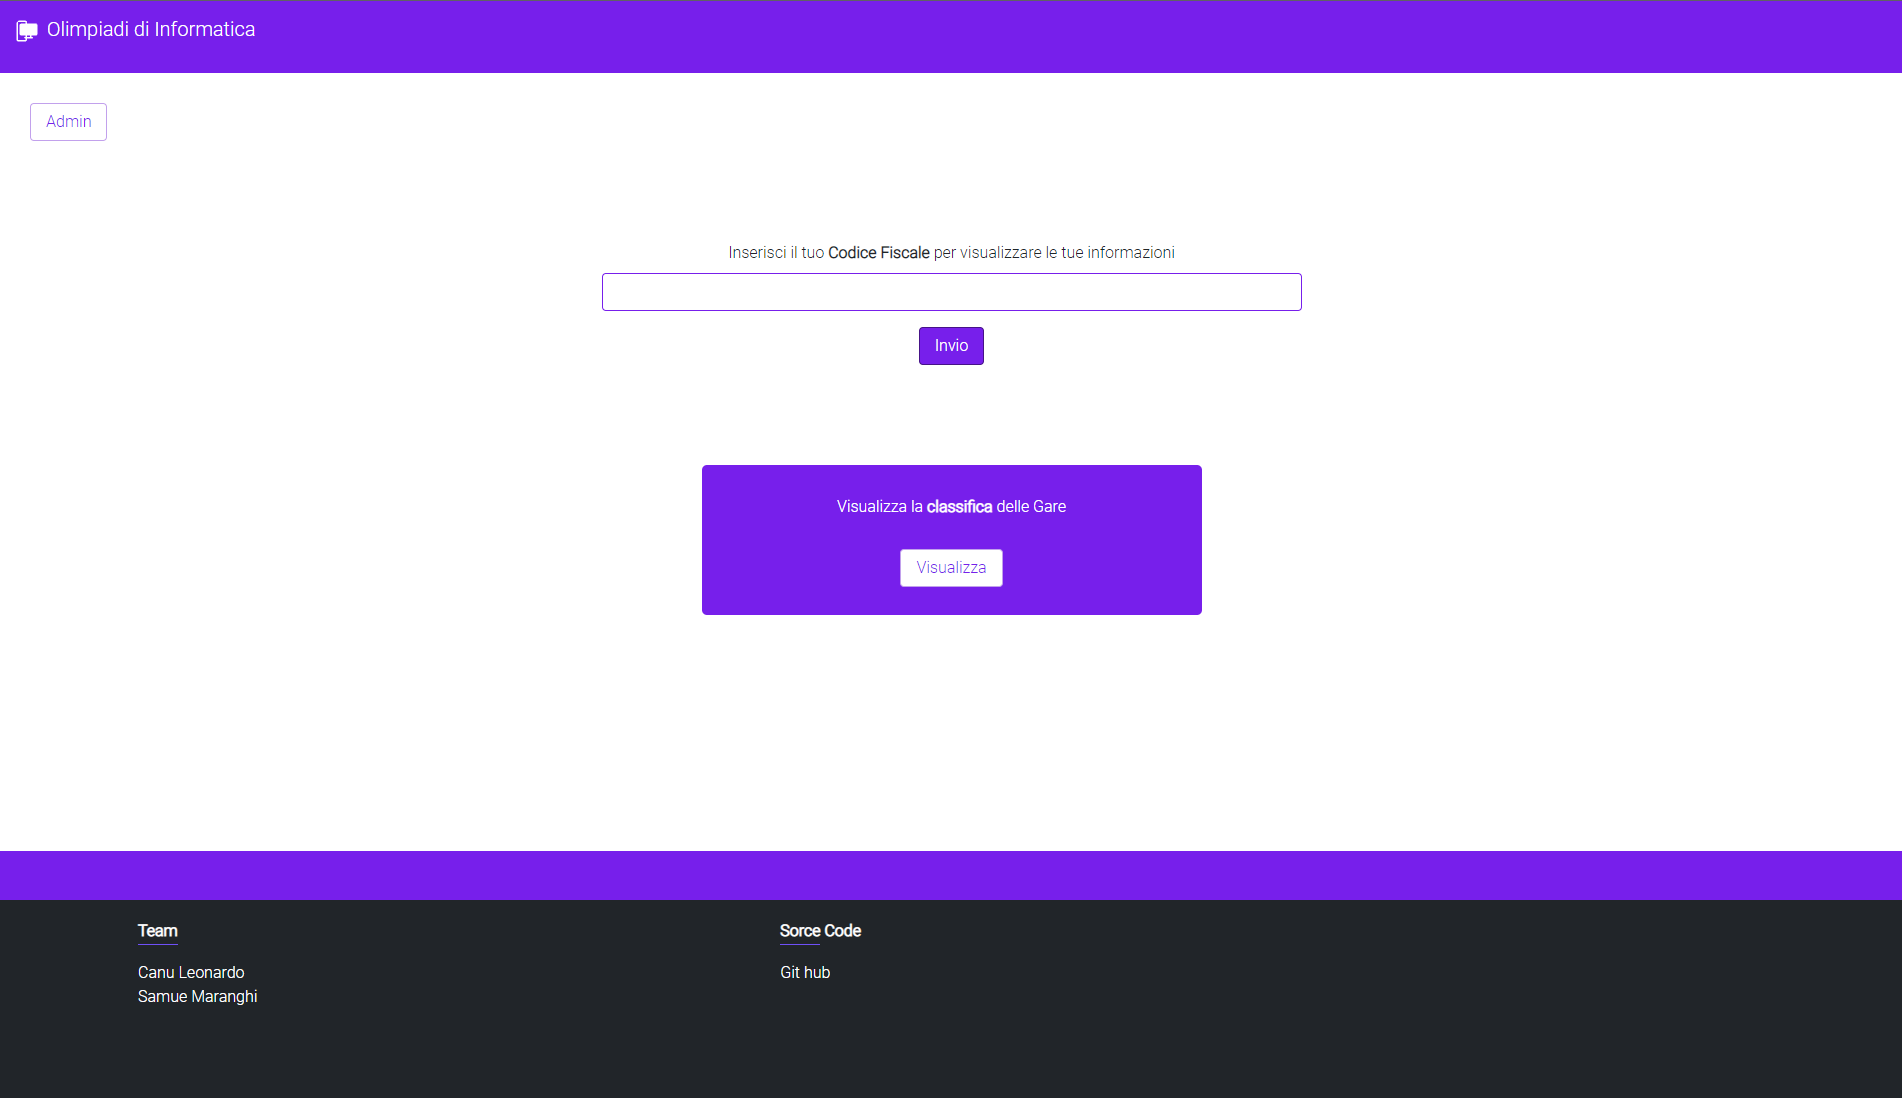 Olimpiadi di Informatica
Admin
Inserisci il tuo Codice Fiscale per visualizzare le tue informazioni
Invio
Visualizza la classifica delle Gare
Visualizza
Team
Canu Leonardo
Samue Maranghi
Sorce Code
Git hub